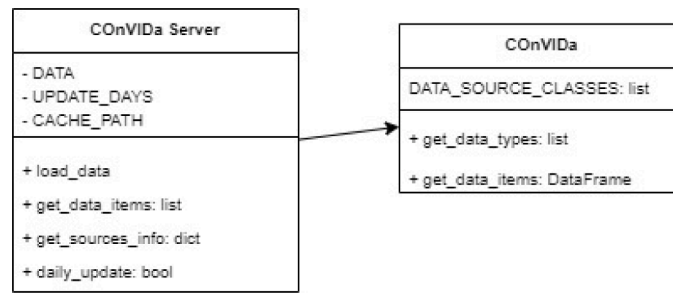 COnVIDa Server
- DATA
- UPDATE_DAYS
- CACHE_PATH
+ load_data
+ get_data_items: list
+ get_sources_info: dict
+ daily_update: bool
COnVIDa
DATA_SOURCE_CLASSES: list
+ get_data_types: list
+ get_data_items: DataFrame